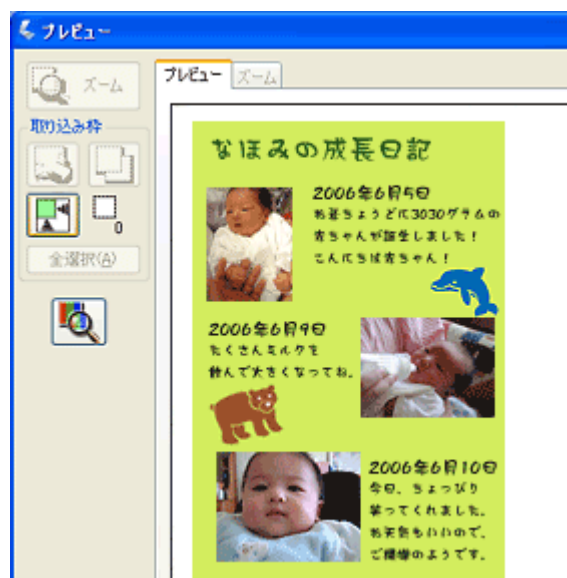 プレビュー
ズーム
プレビュー
ズーム
取り込み枠
0
全選択(A)
なほみの成長日記
2006年6月5日
お昼ちょうどに3030グラムの
赤ちゃんが誕生しました!
こんにちは赤ちゃん!
2006年6月9日
たくさんミルクを
飲んで大きくなってね。
2006年6月10日
今日、ちょっぴり
笑ってくれました。
お天気もいいので、
ご機嫌のようです。